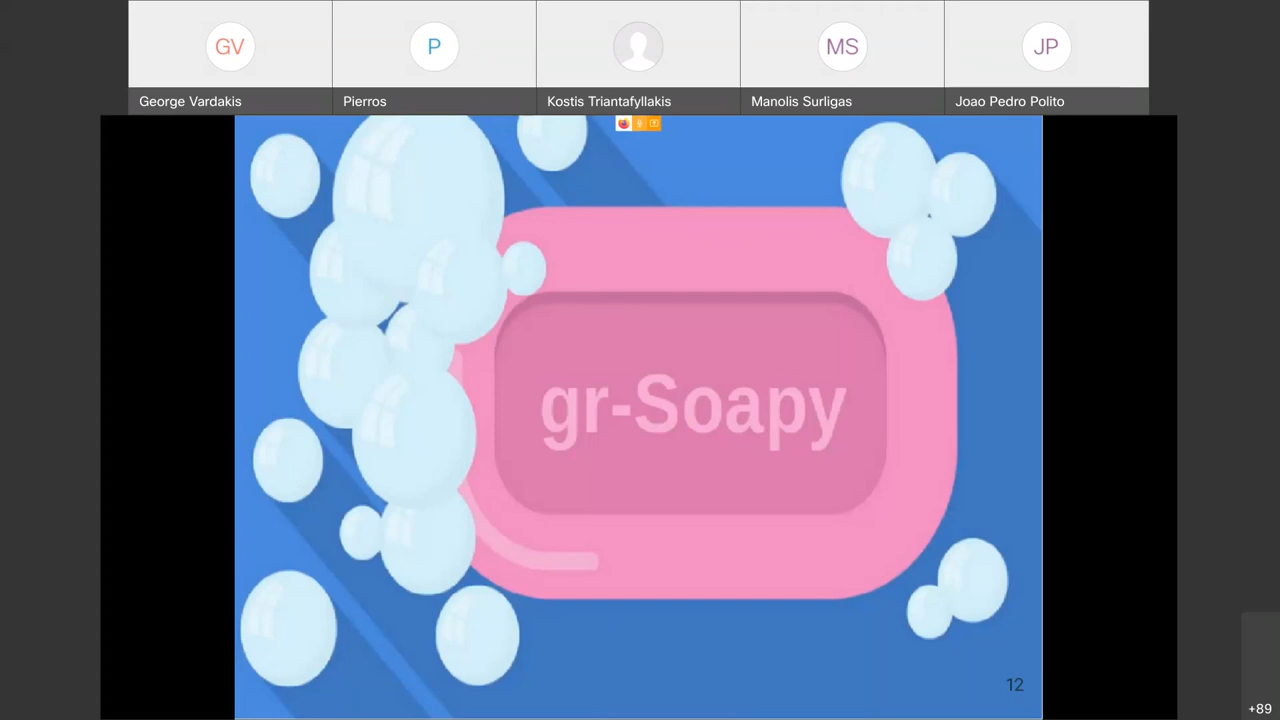 GV
P
MS
JP
George Vardakis
Pierros
Kostis Triantafyllakis
Manolis Surligas
Joao Pedro Polito
gr-Soapy
12
+89